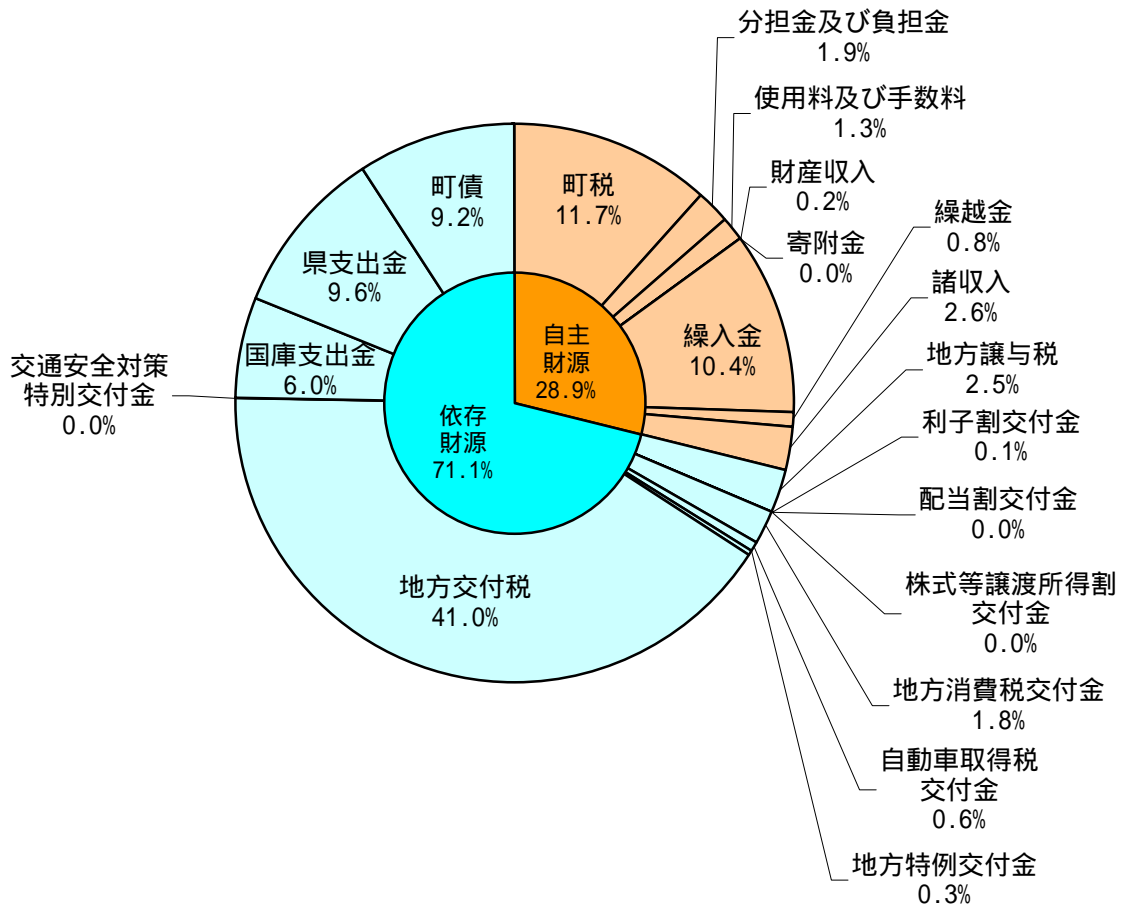 分担金及び負担金
1.9%
使用料及び手数料
1.3%
財産収入
0.2%
寄附金
0.0%
繰越金
0.8%
諸収入
2.6%
地方譲与税
2.5%
利子割交付金
0.1%
配当割交付金
0.0%
株式等譲渡所得割
交付金
0.0%
地方消費税交付金
1.8%
自動車取得税
交付金
0.6%
地方特例交付金
0.3%
町税
11.7%
繰入金
10.4%
自主
財源
28.9%
依存
財源
71.1%
町債
9.2%
県支出金
9.6%
国庫支出金
6.0%
交通安全対策
特別交付金
0.0%
地方交付税
41.0%